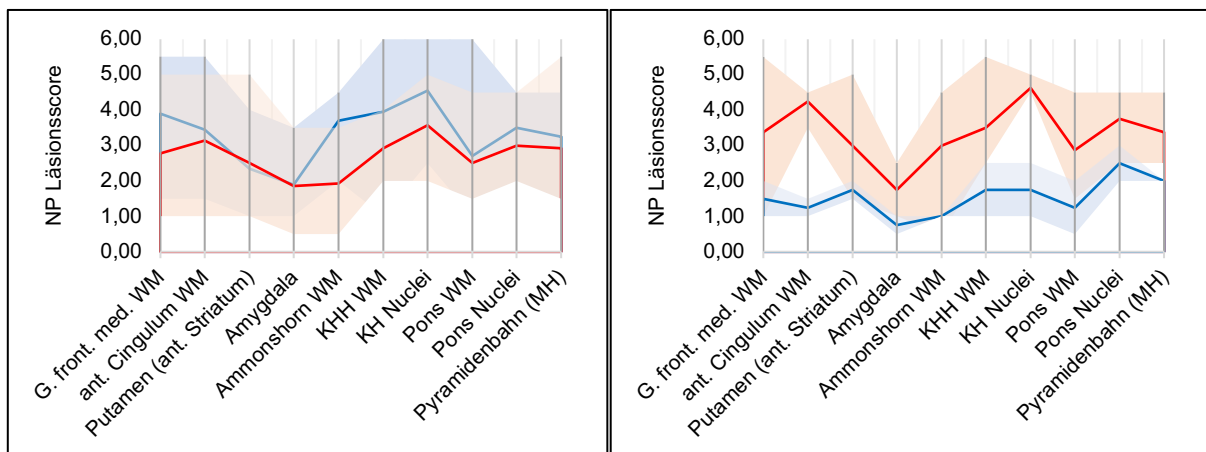 NP Läsionsscore
6,00
5,00
4,00
3,00
2,00
1,00
0,00
G. front. med. WM
ant. Cingulum WM
Putamen (ant. Striatum)
Amygdala
Ammonshorn WM
KHH WM
KH Nuclei
Pons WM
Pons Nuclei
Pyramidenbahn (MH)
NP Läsionsscore
6,00
5,00
4,00
3,00
2,00
1,00
0,00
G. front. med. WM
ant. Cingulum WM
Putamen (ant. Striatum)
Amygdala
Ammonshorn WM
KHH WM
KH Nuclei
Pons WM
Pons Nuclei
Pyramidenbahn (MH)